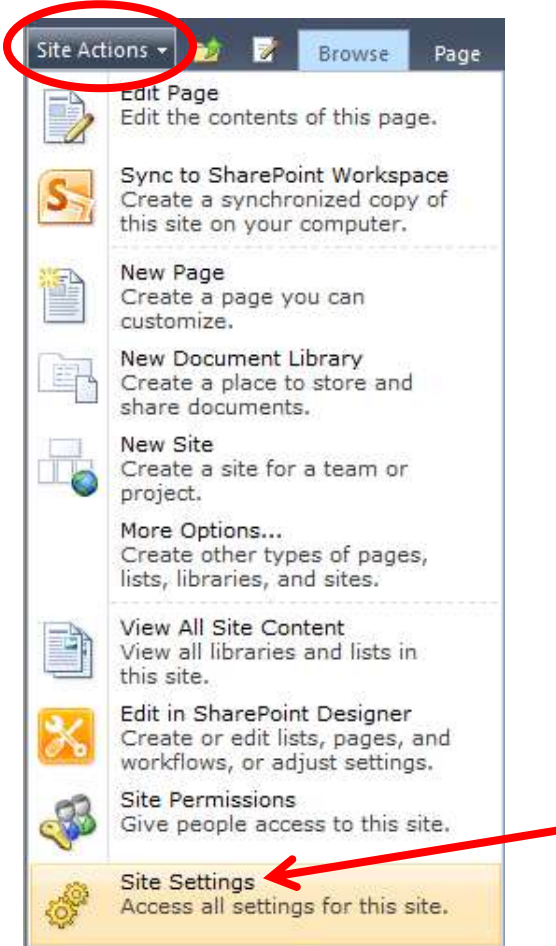 Site Actions Browse Page
Edit Page
Edit the contents of this page.
Sync to SharePoint Workspace
Create a synchronized copy of
this site on your computer.
New Page
Create a page you can
customize.
New Document Library
Create a place to store and
share documents.
New Site
Create a site for a team or
project.
More Options...
Create other types of pages,
lists, libraries, and sites.
View All Site Content
View all libraries and lists in
this site.
Edit in SharePoint Designer
Create or edit lists, pages, and
workflows, or adjust settings.
Site Permissions
Give people access to this site.
Site Settings
Access all settings for this site.